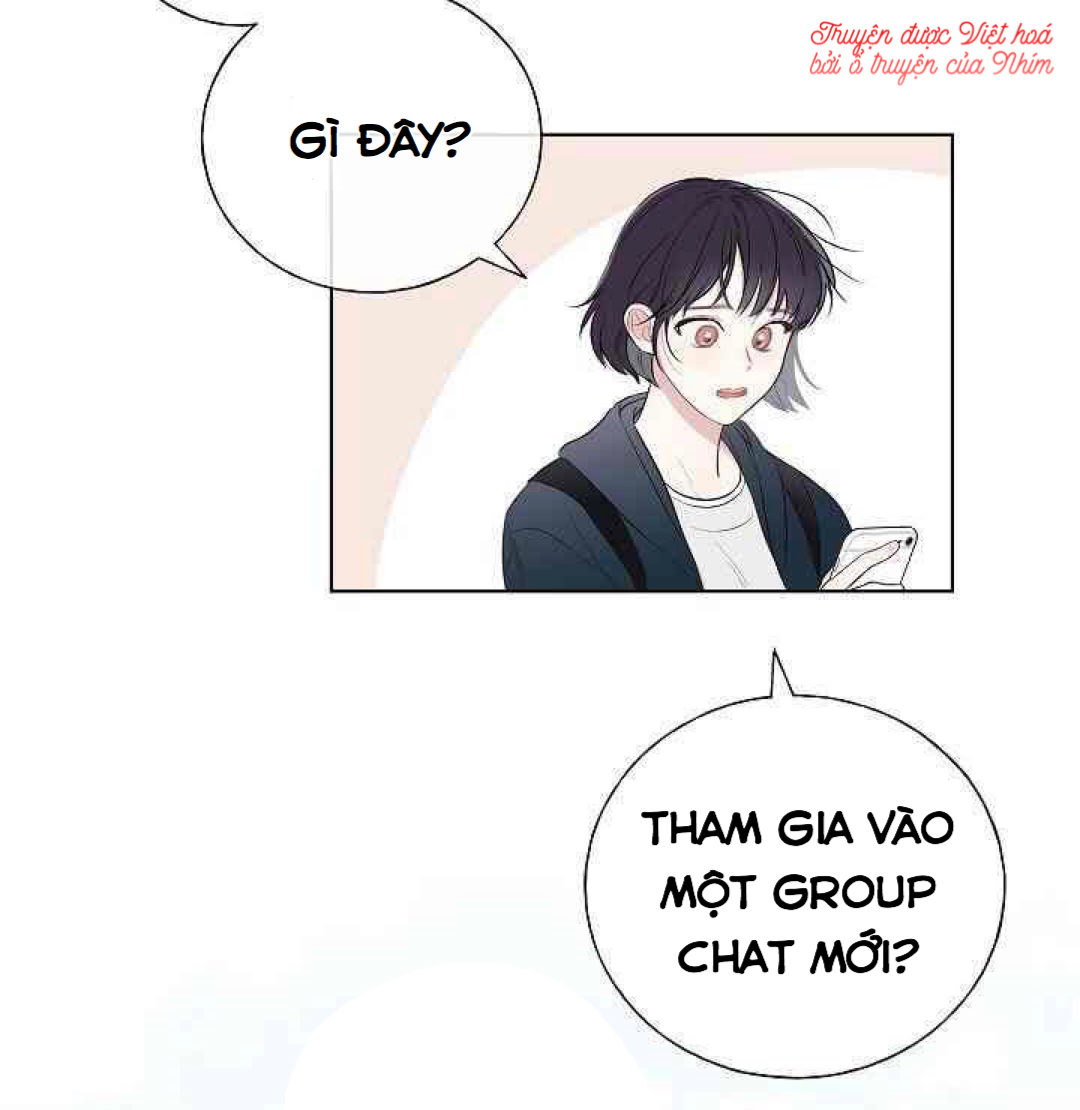 Truyện được Việt hoá
bởi ổ truyện của Nhím
GÌ ĐÂY?
THAM GIA VÀO
MỘT GROUP
CHAT MỚI?